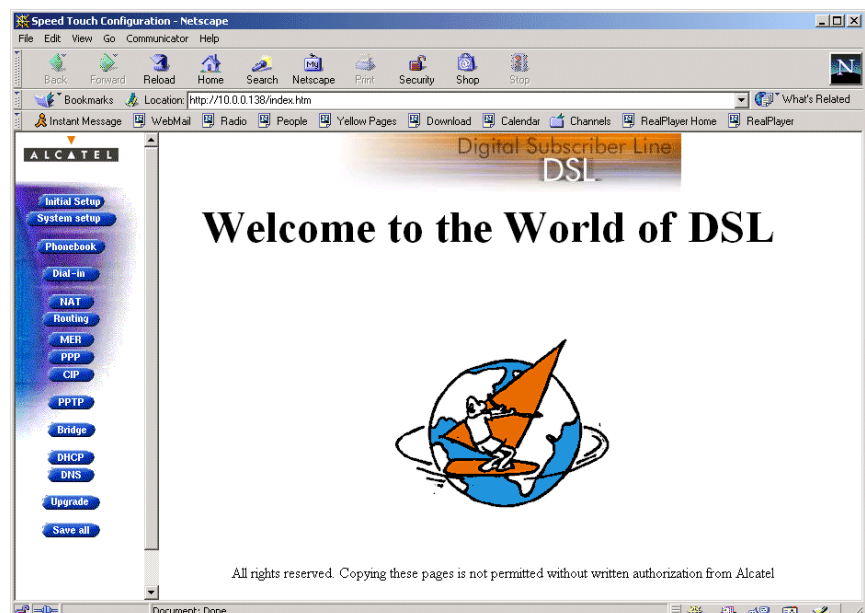 Speed Touch Configuration - Netscape
File Edit View Go Communicator Help
Back Forward Reload Home Search Netscape Print Security Shop Stop
My
N
Bookmarks Location: http://10.0.0.138/index.htm What's Related
Instant Message WebMail Radio People Yellow Pages Download Calendar Channels RealPlayer Home RealPlayer
ALCATEL
Digital Subscriber Line
DSL
Initial Setup
System setup
Welcome to the World of DSL
Phonebook
Dial-in
NAT
Routing
MER
PPP
CIP
PPTP
Bridge
DHCP
DNS
Upgrade
Save all
All rights reserved. Copying these pages is not permitted without written authorization from Alcatel
Document: Done